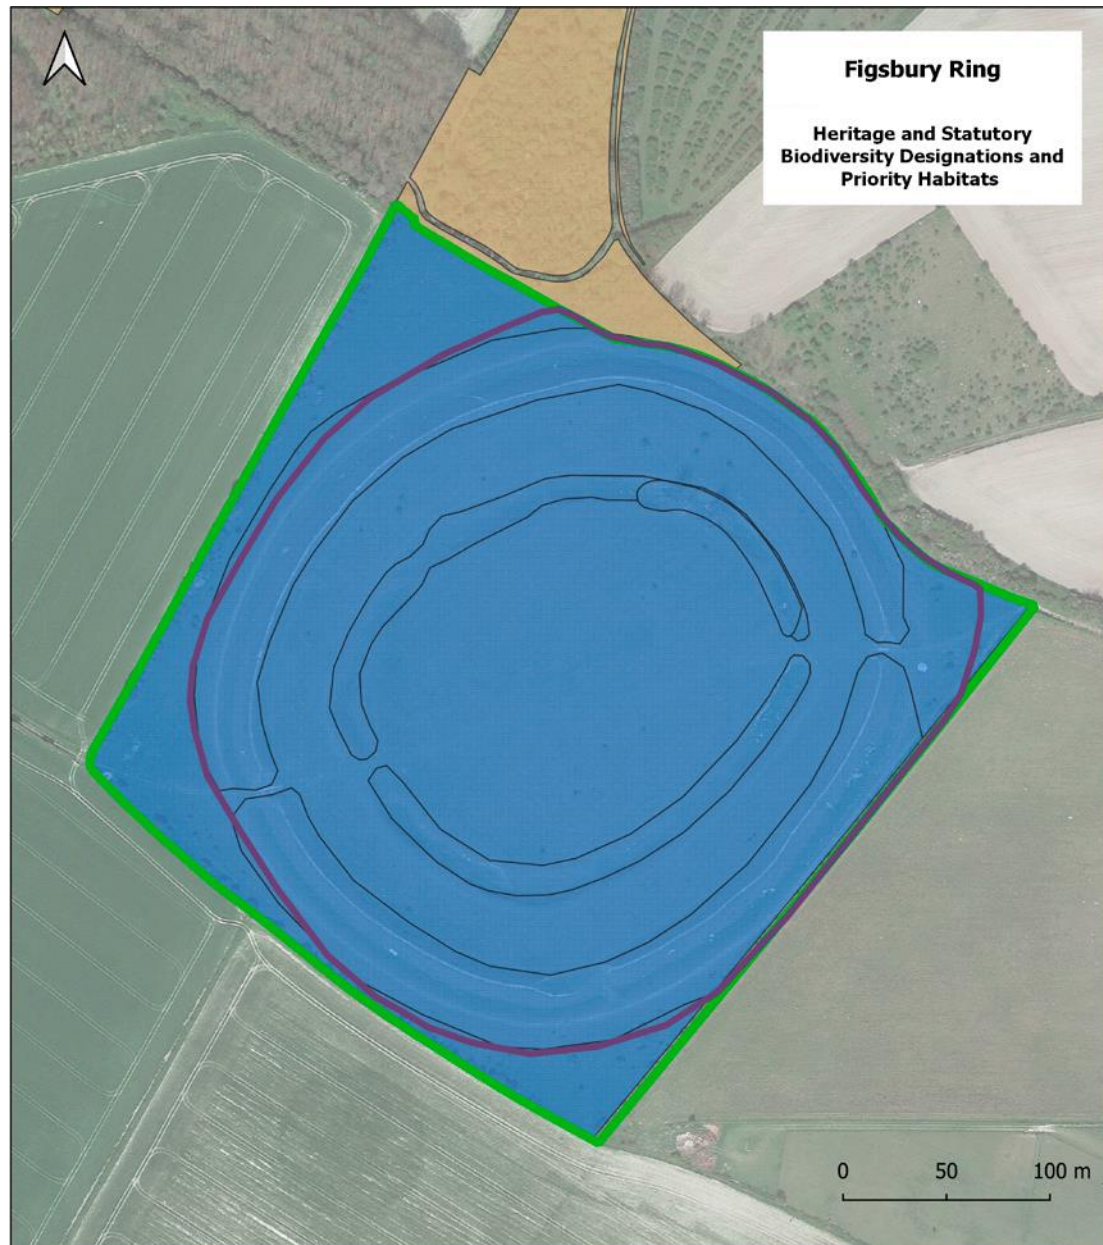 Figsbury Ring
Heritage and Statutory
Biodiversity Designations and
Priority Habitats
0 50 100 m